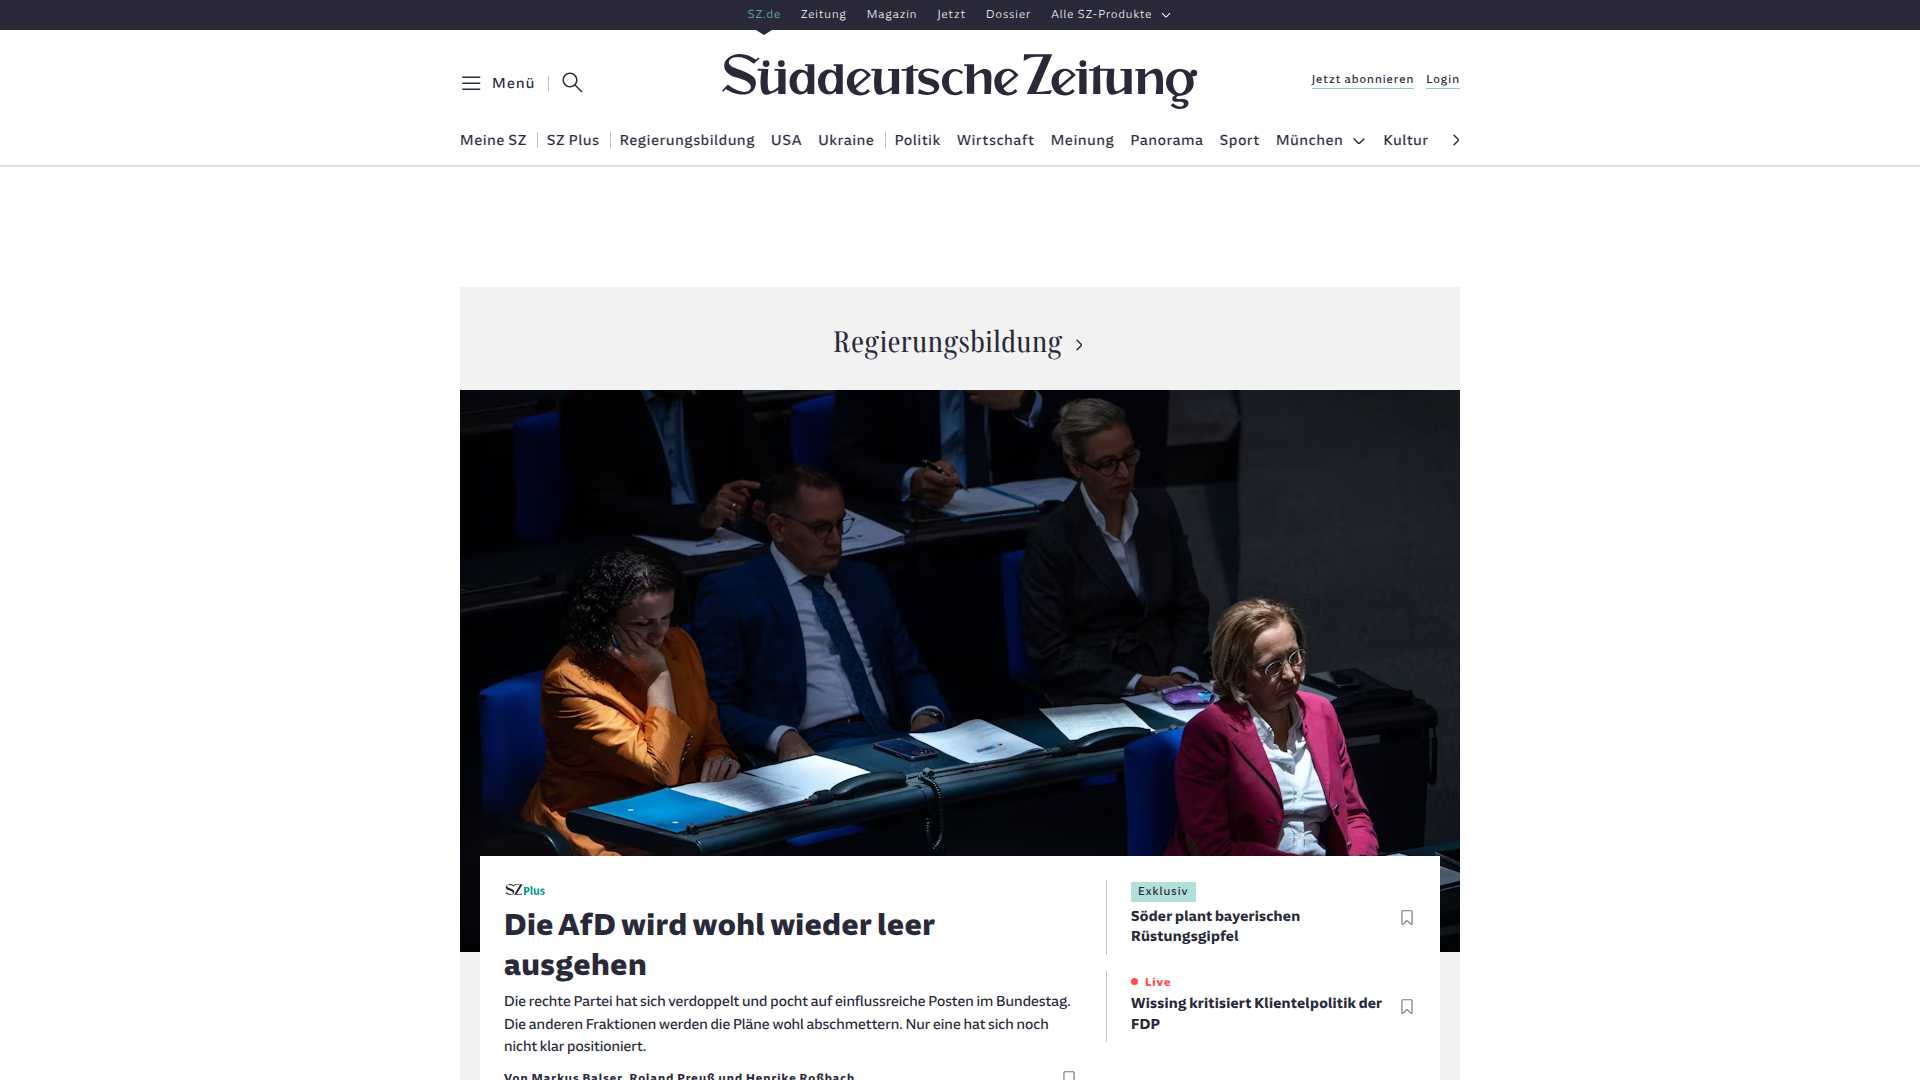 SZ.de Zeitung Magazin Jetzt Dossier Alle SZ-Produkte
Menü
Süddeutsche Zeitung
Jetzt abonnieren Login
Meine SZ SZ Plus Regierungsbildung USA Ukraine Politik Wirtschaft Meinung Panorama Sport München Kultur
Regierungsbildung
SZ Plus
Die AfD wird wohl wieder leer
ausgehen
Die rechte Partei hat sich verdoppelt und pocht auf einflussreiche Posten im Bundestag.
Die anderen Fraktionen werden die Pläne wohl abschmettern. Nur eine hat sich noch
nicht klar positioniert.
Von Markus Balser, Roland Preuß und Henrike Roßbach
Exklusiv
Söder plant bayerischen
Rüstungsgipfel
Live
Wissing kritisiert Klientelpolitik der
FDP